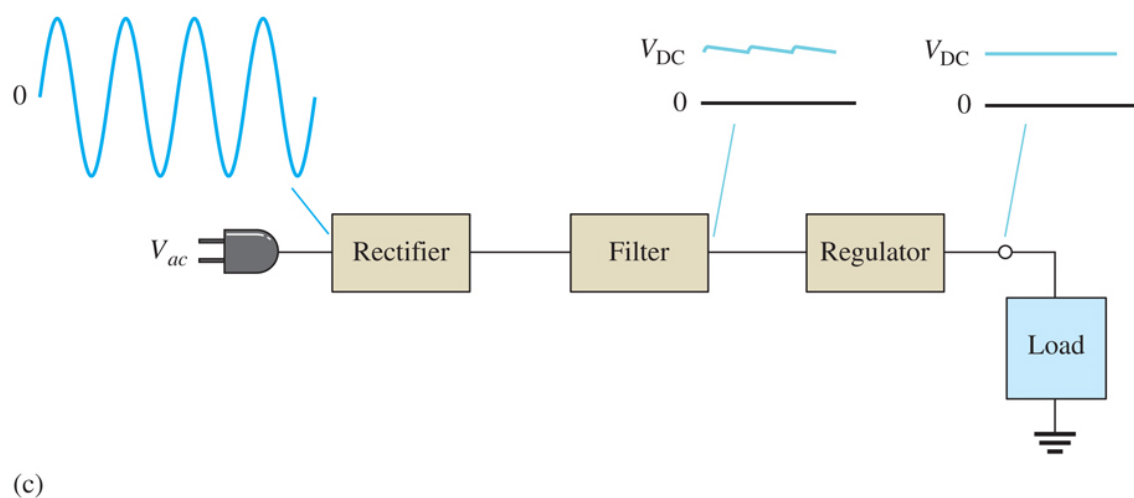 0
V_DC
0
V_DC
0
V_ac
Rectifier
Filter
Regulator
Load
(c)